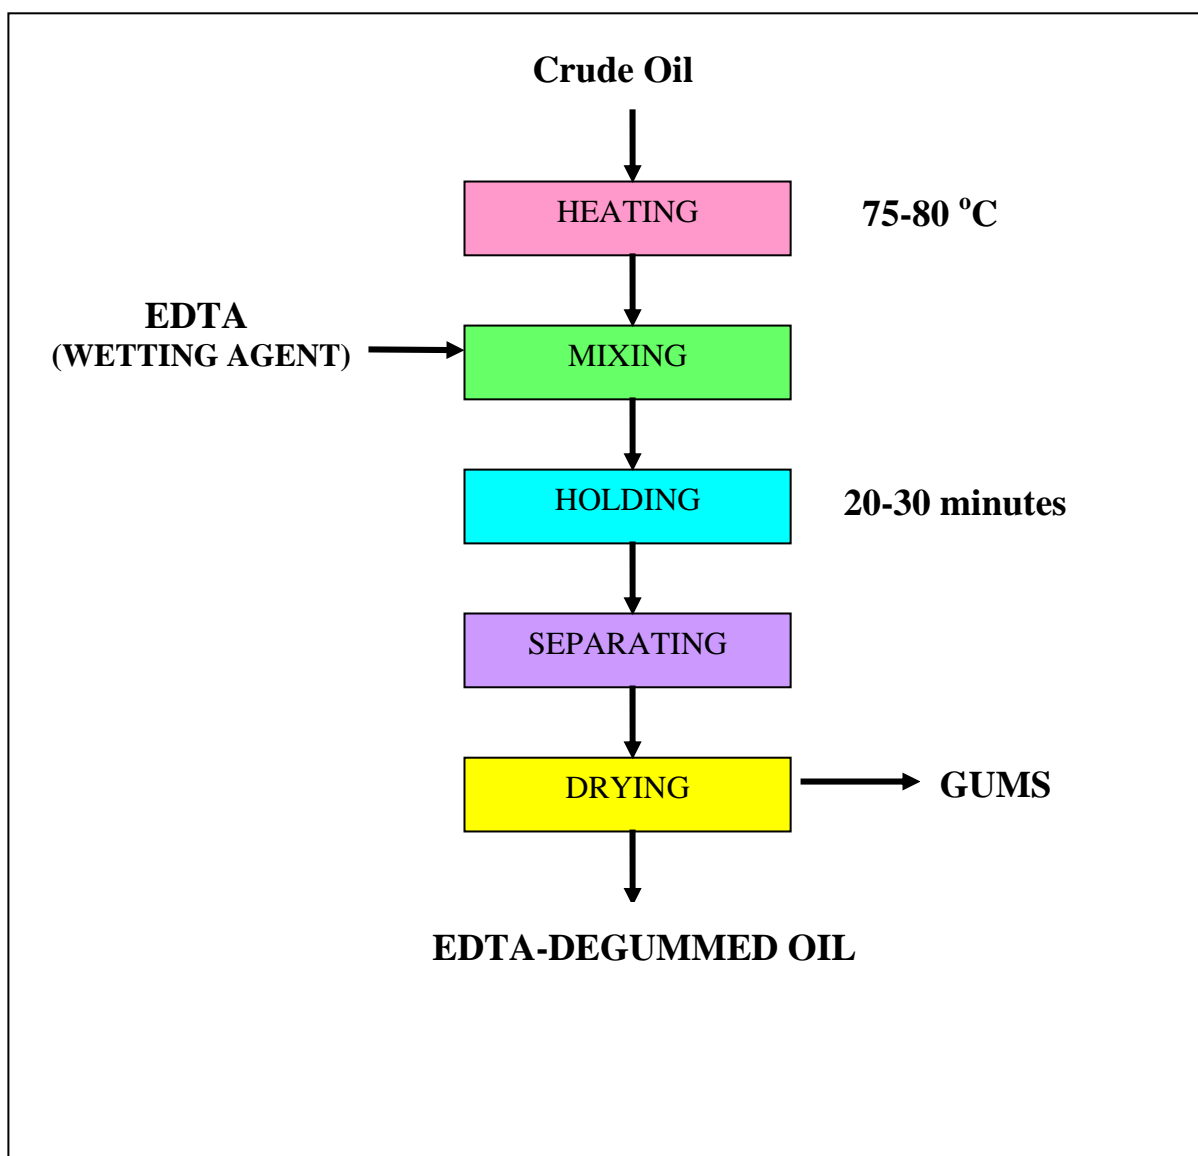 Crude Oil
HEATING
75-80 °C
EDTA
(WETTING AGENT)
MIXING
HOLDING
20-30 minutes
SEPARATING
DRYING
GUMS
EDTA-DEGUMMED OIL